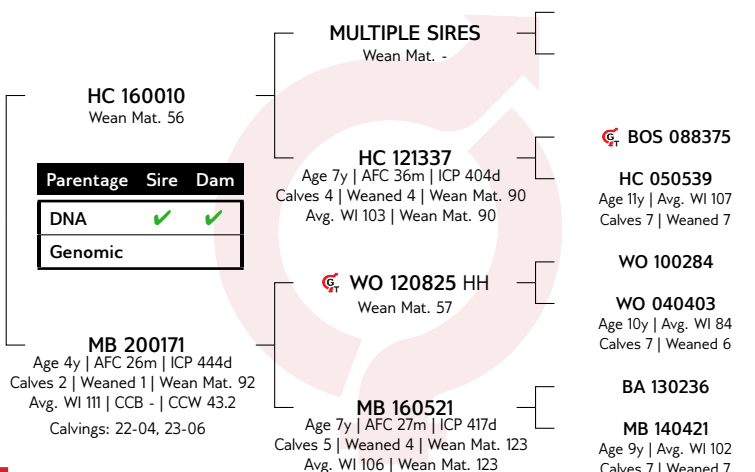 MULTIPLE SIRES
Wean Mat. -
HC 160010
Wean Mat. 56
HC 121337
Age 7y | AFC 36m | ICP 404d
Calves 4 | Weaned 4 | Wean Mat. 90
Avg. WI 103 | Wean Mat. 90
GT BOS 088375
HC 050539
Age 11y | Avg. WI 107
Calves 7 | Weaned 7
Parentage Sire Dam
DNA ✔ ✔
Genomic
GT WO 120825 HH
Wean Mat. 57
WO 100284
WO 040403
Age 10y | Avg. WI 84
Calves 7 | Weaned 6
MB 200171
Age 4y | AFC 26m | ICP 444d
Calves 2 | Weaned 1 | Wean Mat. 92
Avg. WI 111 | CCB - | CCW 43.2
Calvings: 22-04, 23-06
MB 160521
Age 7y | AFC 27m | ICP 417d
Calves 5 | Weaned 4 | Wean Mat. 123
Avg. WI 106 | Wean Mat. 123
BA 130236
MB 140421
Age 9y | Avg. WI 102
Calves 7 | Weaned 7